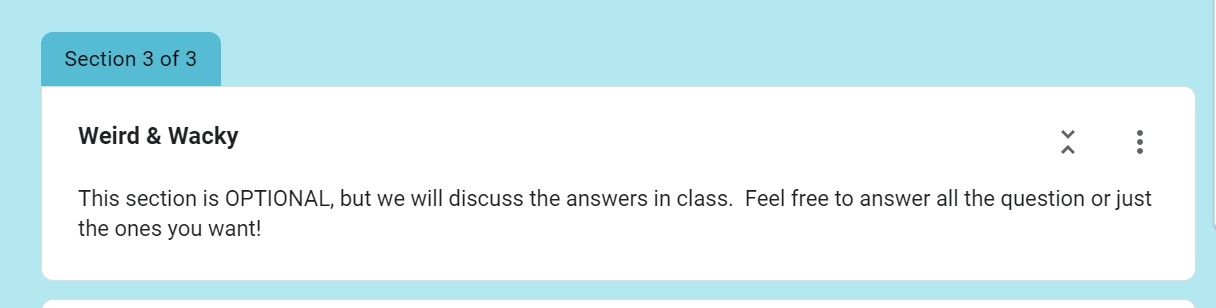 Section 3 of 3
Weird & Wacky
This section is OPTIONAL, but we will discuss the answers in class.  Feel free to answer all the question or just
the ones you want!